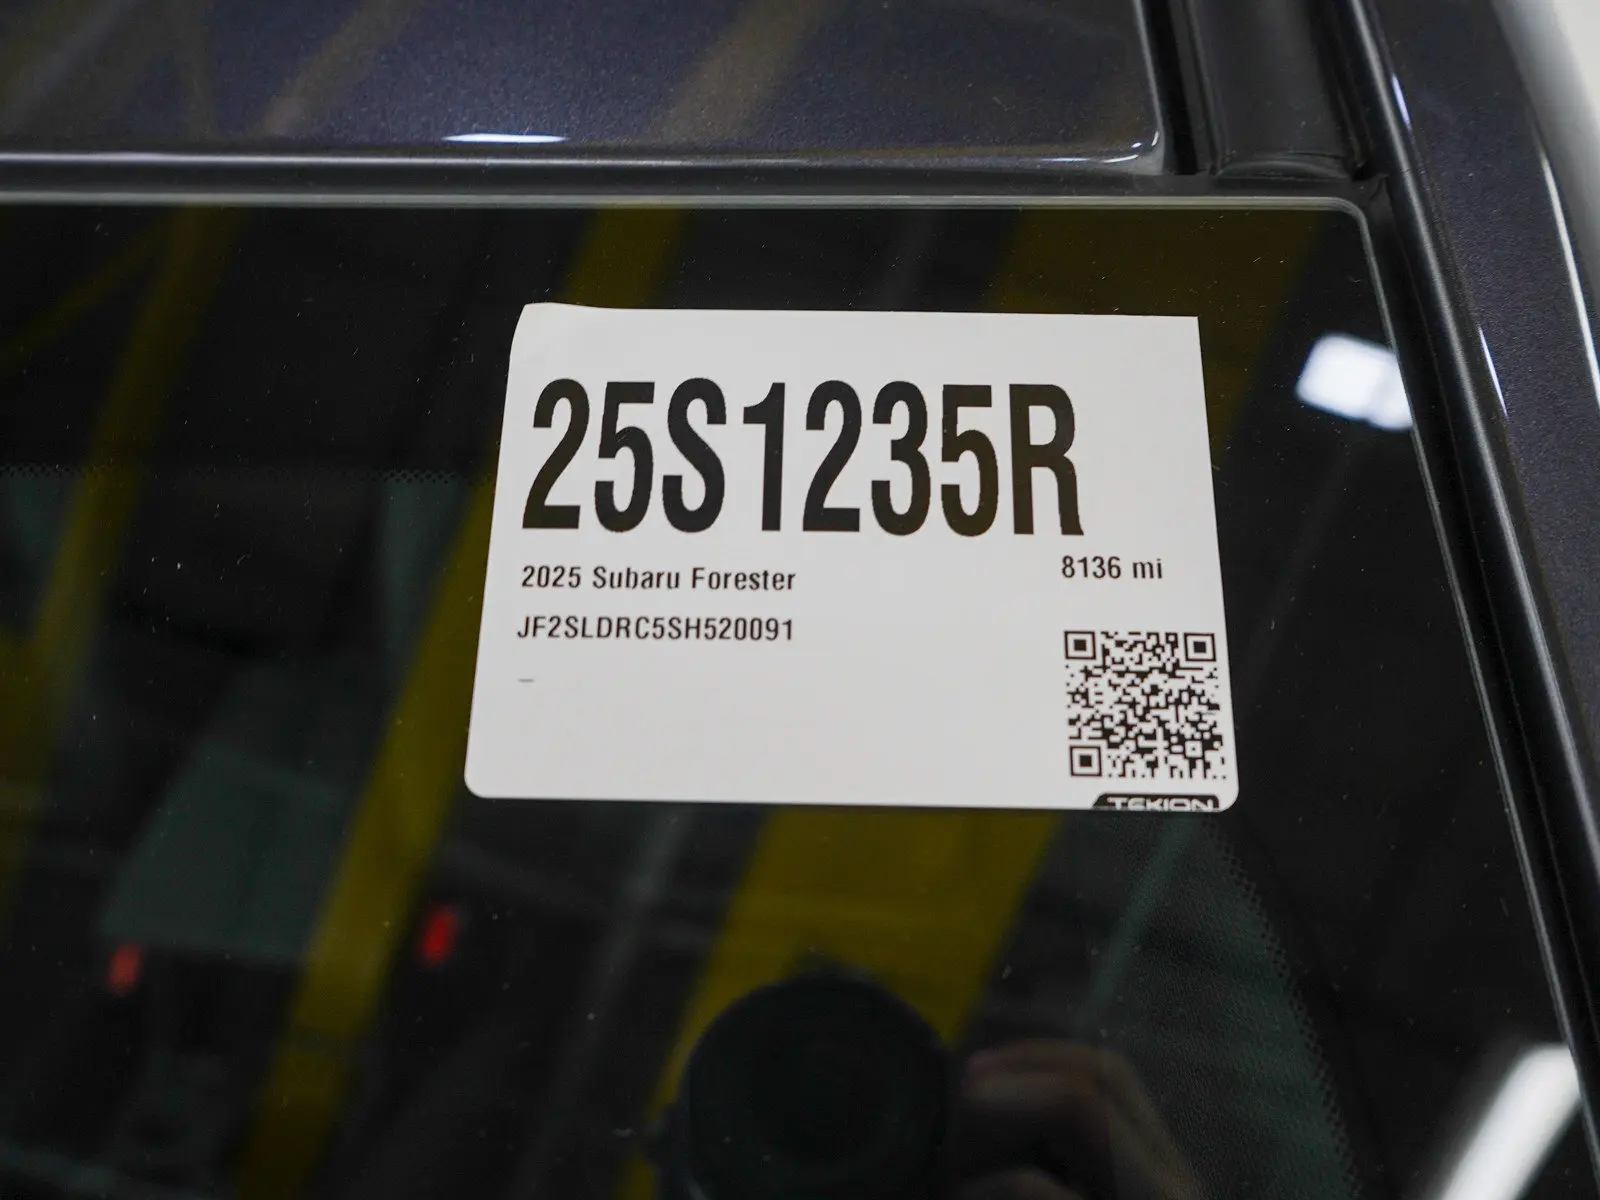 25S1235R
2025 Subaru Forester
8136 mi
JF2SLDRC5SH520091
-
TEKION